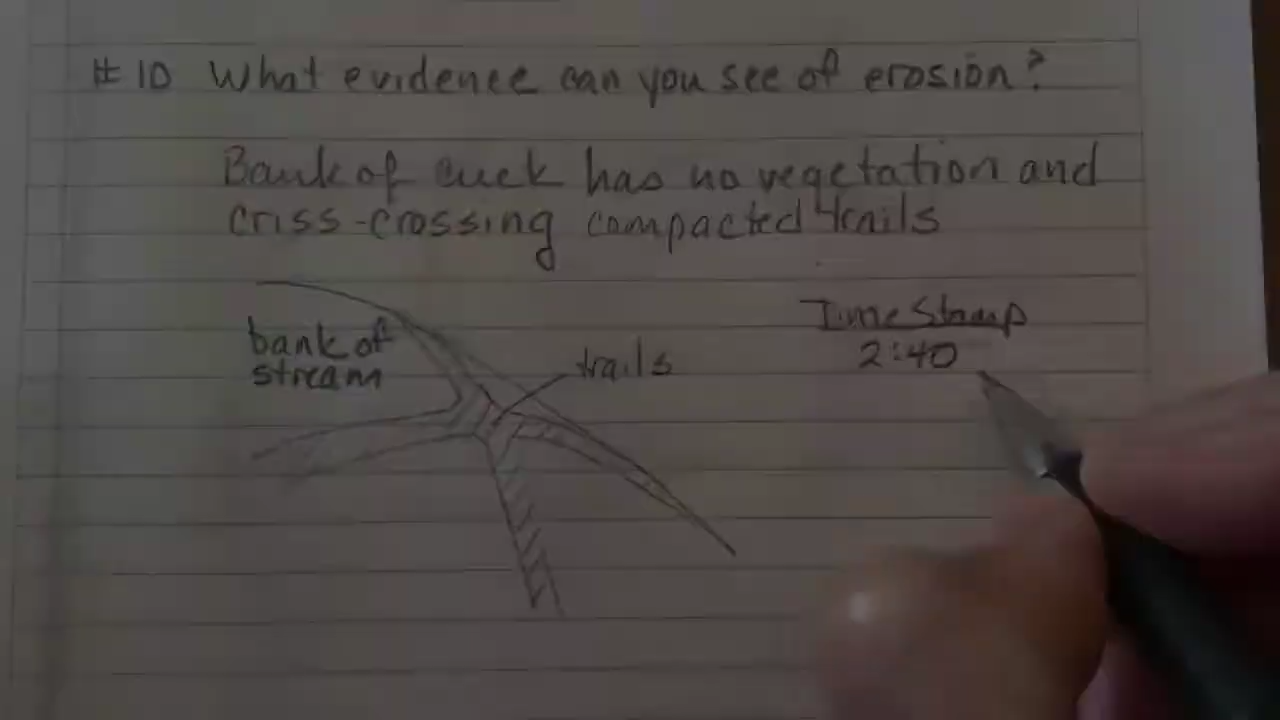 # 10 What evidence can you see of erosion?
Bank of creek has no vegetation and
criss-crossing compacted trails
bank of
stream
trails
Time Stamp
2:40